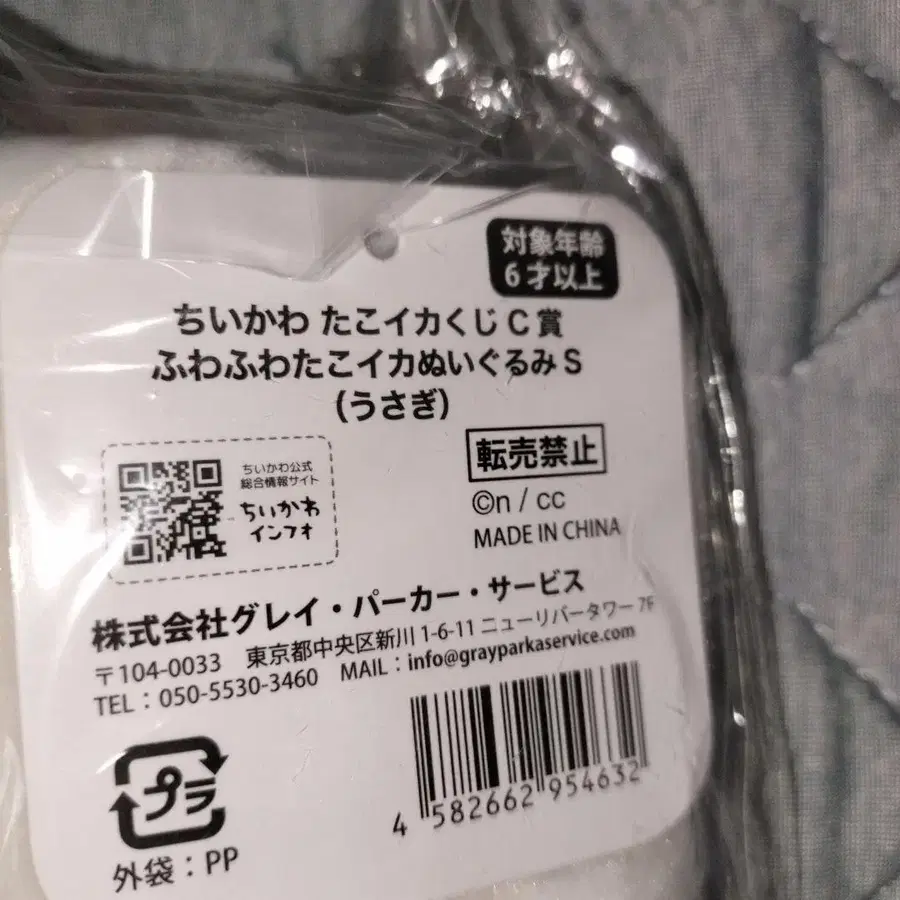 対象年齢
6才以上
ちいかわ たこイカくじ C 賞
ふわふわたこイカぬいぐるみ S
(うさぎ)
ちいかわ公式
総合情報サイト
ちいかわ
インフォ
転売禁止
©n / cc
MADE IN CHINA
株式会社グレイ・パーカー・サービス
〒104-0033 東京都中央区新川 1-6-11 ニューリバータワー 7F
TEL：050-5530-3460 MAIL：info@grayparkaservice.com
プラ
外袋：PP
4 582662 954632